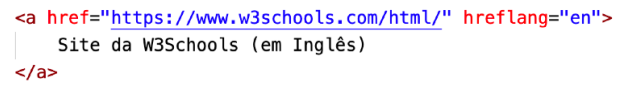 <a href="https://www.w3schools.com/html/" hreflang="en">
Site da W3Schools (em Inglês)
</a>